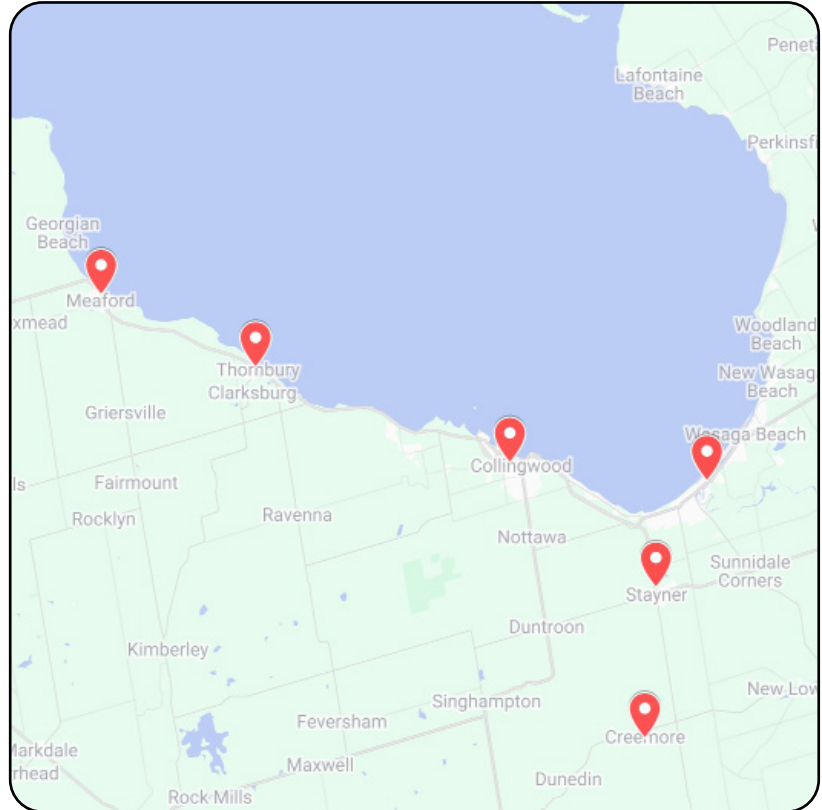 Penet
Lafontaine
Beach
Perkinsfi
Georgian
Beach
Meaford
xmead
Woodland
Beach
Thornbury
Clarksburg
New Wasag
Beach
Griersville
Wasaga Beach
Collingwood
ls
Fairmount
Rocklyn
Ravenna
Nottawa
Sunnidale
Corners
Stayner
Duntroon
Kimberley
New Low
Singhampton
Feversham
Creemore
Markdale
rhead
Maxwell
Dunedin
Rock Mills